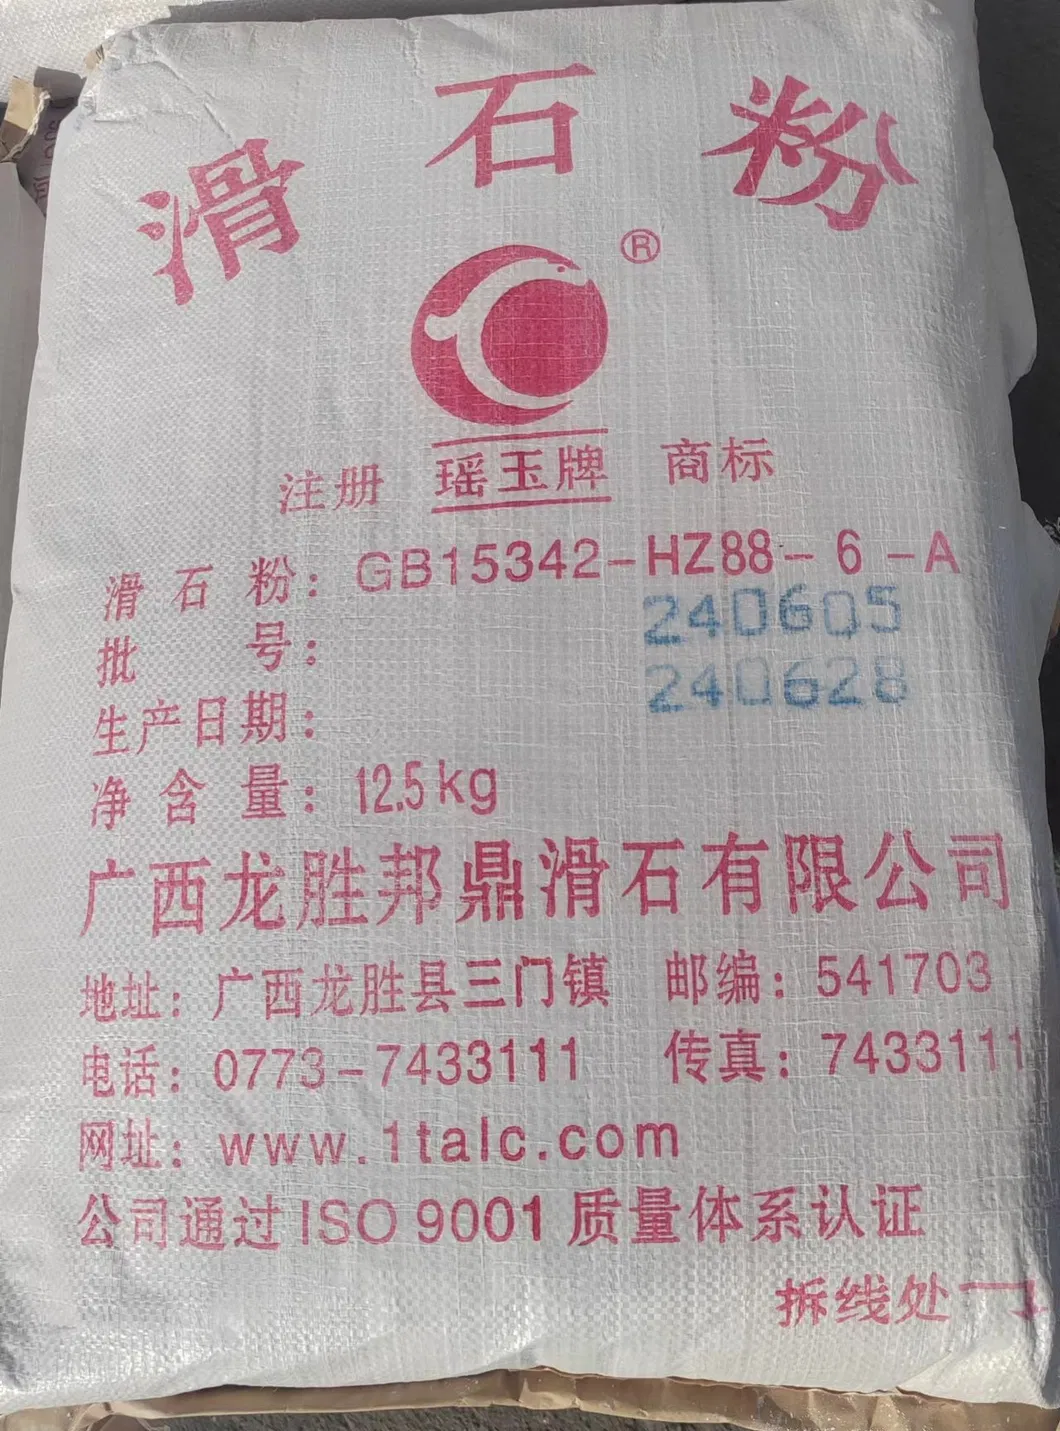 滑石粉
®
注册 瑶玉牌 商标
滑石粉：GB15342-HZ88-6-A
批号：240605
生产日期：240628
净含量：12.5kg
广西龙胜邦鼎滑石有限公司
地址：广西龙胜县三门镇 邮编：541703
电话：0773-7433111 传真：7433111
网址：www.1talc.com
公司通过ISO9001质量体系认证
拆线处